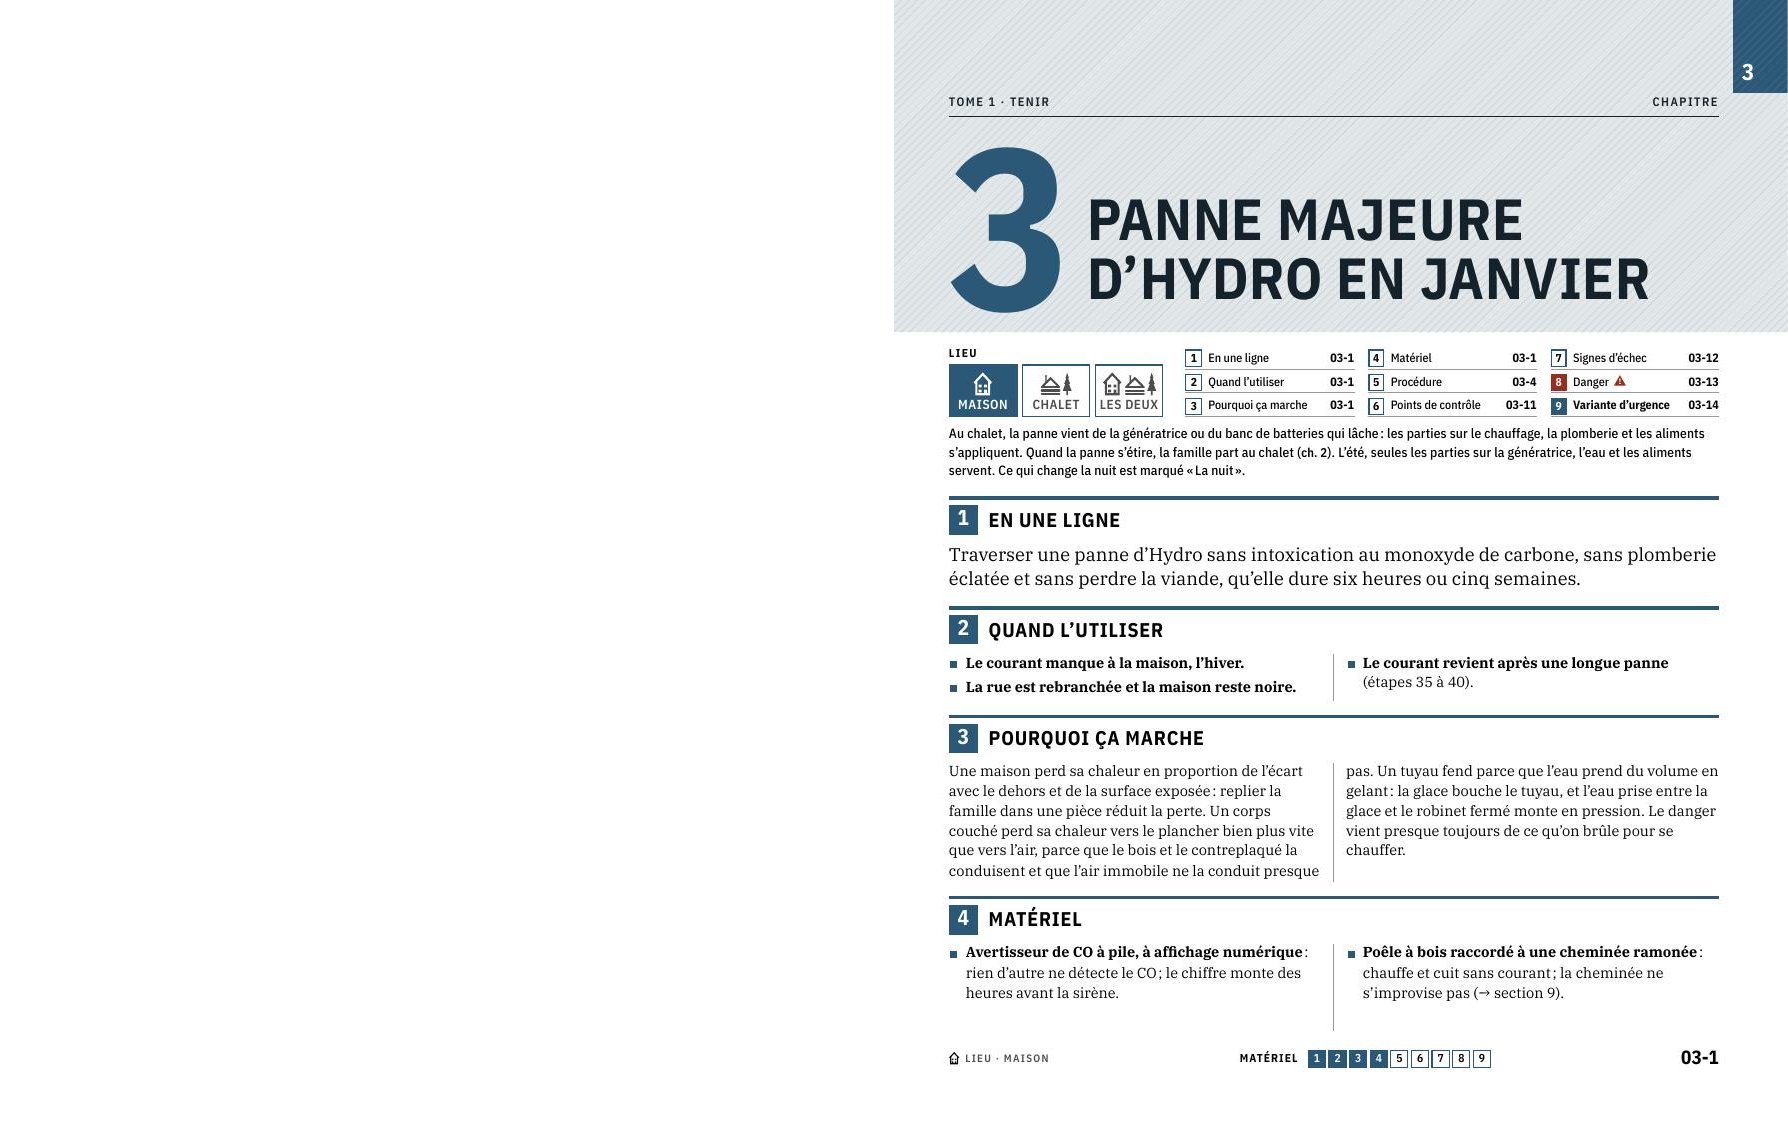 3
TOME 1 · TENIR
CHAPITRE
3
PANNE MAJEURE
D’HYDRO EN JANVIER
LIEU
MAISON
CHALET
LES DEUX
1 En une ligne 03-1
2 Quand l’utiliser 03-1
3 Pourquoi ça marche 03-1
4 Matériel 03-1
5 Procédure 03-4
6 Points de contrôle 03-11
7 Signes d’échec 03-12
8 Danger 03-13
9 Variante d’urgence 03-14
Au chalet, la panne vient de la génératrice ou du banc de batteries qui lâche : les parties sur le chauffage, la plomberie et les aliments
s’appliquent. Quand la panne s’étire, la famille part au chalet (ch. 2). L’été, seules les parties sur la génératrice, l’eau et les aliments
servent. Ce qui change la nuit est marqué « La nuit ».
1 EN UNE LIGNE
Traverser une panne d’Hydro sans intoxication au monoxyde de carbone, sans plomberie
éclatée et sans perdre la viande, qu’elle dure six heures ou cinq semaines.
2 QUAND L’UTILISER
Le courant manque à la maison, l’hiver.
La rue est rebranchée et la maison reste noire.
Le courant revient après une longue panne
(étapes 35 à 40).
3 POURQUOI ÇA MARCHE
Une maison perd sa chaleur en proportion de l’écart
avec le dehors et de la surface exposée : replier la
famille dans une pièce réduit la perte. Un corps
couché perd sa chaleur vers le plancher bien plus vite
que vers l’air, parce que le bois et le contreplaqué la
conduisent et que l’air immobile ne la conduit presque
pas. Un tuyau fend parce que l’eau prend du volume en
gelant : la glace bouche le tuyau, et l’eau prise entre la
glace et le robinet fermé monte en pression. Le danger
vient presque toujours de ce qu’on brûle pour se
chauffer.
4 MATÉRIEL
Avertisseur de CO à pile, à affichage numérique :
rien d’autre ne détecte le CO ; le chiffre monte des
heures avant la sirène.
Poêle à bois raccordé à une cheminée ramonée :
chauffe et cuit sans courant ; la cheminée ne
s’improvise pas (→ section 9).
LIEU · MAISON
MATÉRIEL 1 2 3 4 5 6 7 8 9
03-1